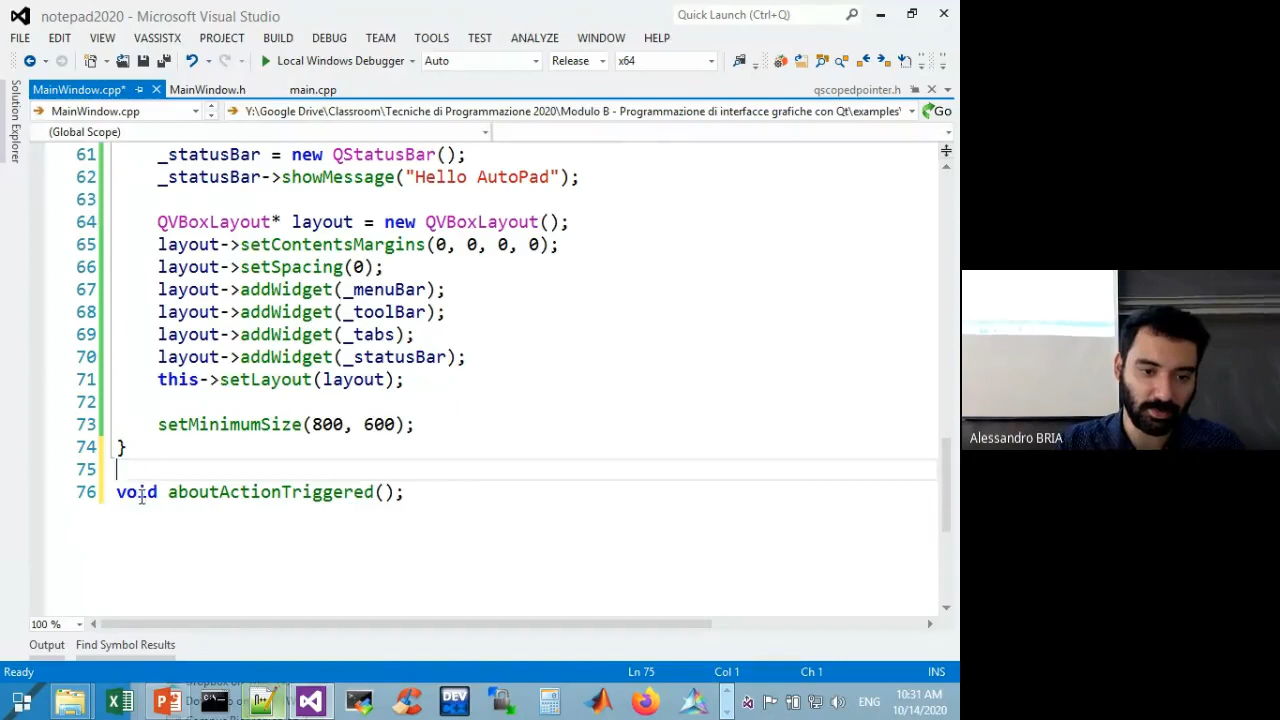 notepad2020 - Microsoft Visual Studio
Quick Launch (Ctrl+Q)
FILE EDIT VIEW VASSISTX PROJECT BUILD DEBUG TEAM TOOLS TEST ANALYZE WINDOW HELP
Local Windows Debugger Auto Release x64
MainWindow.cpp* MainWindow.h main.cpp qscopedpointer.h
MainWindow.cpp Y:\Google Drive\Classroom\Tecniche di Programmazione 2020\Modulo B - Programmazione di interfacce grafiche con Qt\examples\ Go
(Global Scope)
Solution Explorer
61 _statusBar = new QStatusBar();
62 _statusBar->showMessage("Hello AutoPad");
63
64 QVBoxLayout* layout = new QVBoxLayout();
65 layout->setContentsMargins(0, 0, 0, 0);
66 layout->setSpacing(0);
67 layout->addWidget(_menuBar);
68 layout->addWidget(_toolBar);
69 layout->addWidget(_tabs);
70 layout->addWidget(_statusBar);
71 this->setLayout(layout);
72
73 setMinimumSize(800, 600);
74 }
75
76 void aboutActionTriggered();
Alessandro BRIA
100 %
Output Find Symbol Results
Ready Ln 75 Col 1 Ch 1 INS
DEV
ENG
10:31 AM
10/14/2020